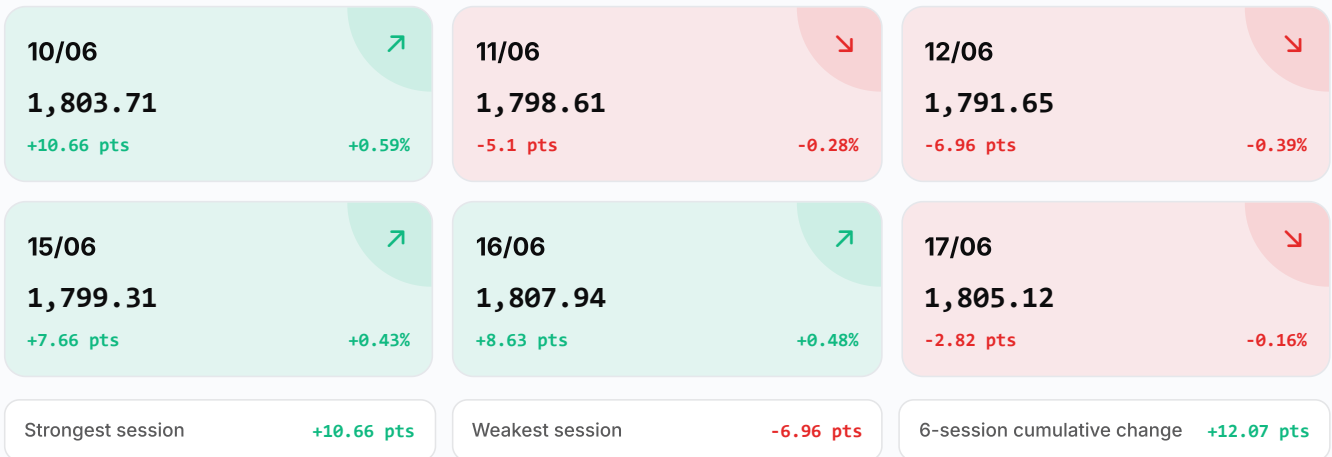 10/06
1,803.71
+10.66 pts +0.59%
11/06
1,798.61
-5.1 pts -0.28%
12/06
1,791.65
-6.96 pts -0.39%
15/06
1,799.31
+7.66 pts +0.43%
16/06
1,807.94
+8.63 pts +0.48%
17/06
1,805.12
-2.82 pts -0.16%
Strongest session +10.66 pts
Weakest session -6.96 pts
6-session cumulative change +12.07 pts